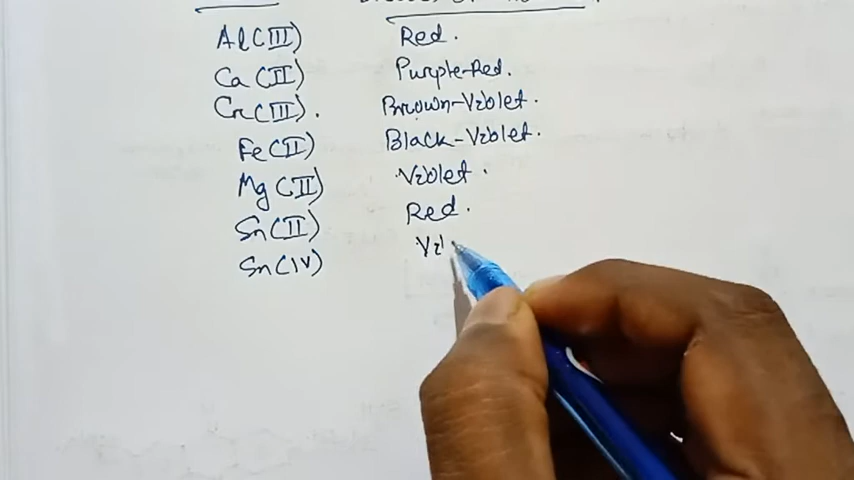 Al(III) Red.
Ca(II) Purple-Red.
Cr(III). Brown-Violet.
Fe(II) Black-Violet.
Mg(II) Violet.
Sn(II) Red.
Sn(IV) Vi